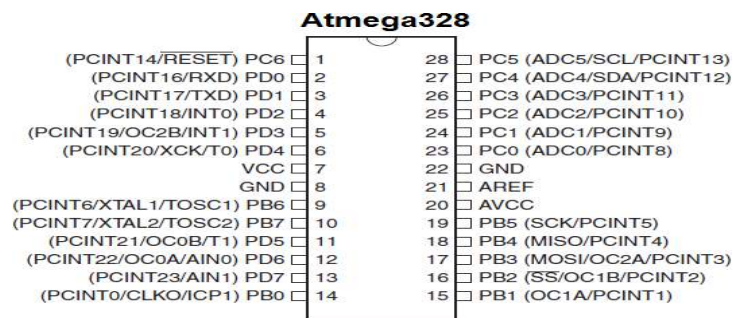 Atmega328
(PCINT14/RESET) PC6 1 28 PC5 (ADC5/SCL/PCINT13)
(PCINT16/RXD) PD0 2 27 PC4 (ADC4/SDA/PCINT12)
(PCINT17/TXD) PD1 3 26 PC3 (ADC3/PCINT11)
(PCINT18/INT0) PD2 4 25 PC2 (ADC2/PCINT10)
(PCINT19/OC2B/INT1) PD3 5 24 PC1 (ADC1/PCINT9)
(PCINT20/XCK/T0) PD4 6 23 PC0 (ADC0/PCINT8)
VCC 7 22 GND
GND 8 21 AREF
(PCINT6/XTAL1/TOSC1) PB6 9 20 AVCC
(PCINT7/XTAL2/TOSC2) PB7 10 19 PB5 (SCK/PCINT5)
(PCINT21/OC0B/T1) PD5 11 18 PB4 (MISO/PCINT4)
(PCINT22/OC0A/AIN0) PD6 12 17 PB3 (MOSI/OC2A/PCINT3)
(PCINT23/AIN1) PD7 13 16 PB2 (SS/OC1B/PCINT2)
(PCINT0/CLKO/ICP1) PB0 14 15 PB1 (OC1A/PCINT1)